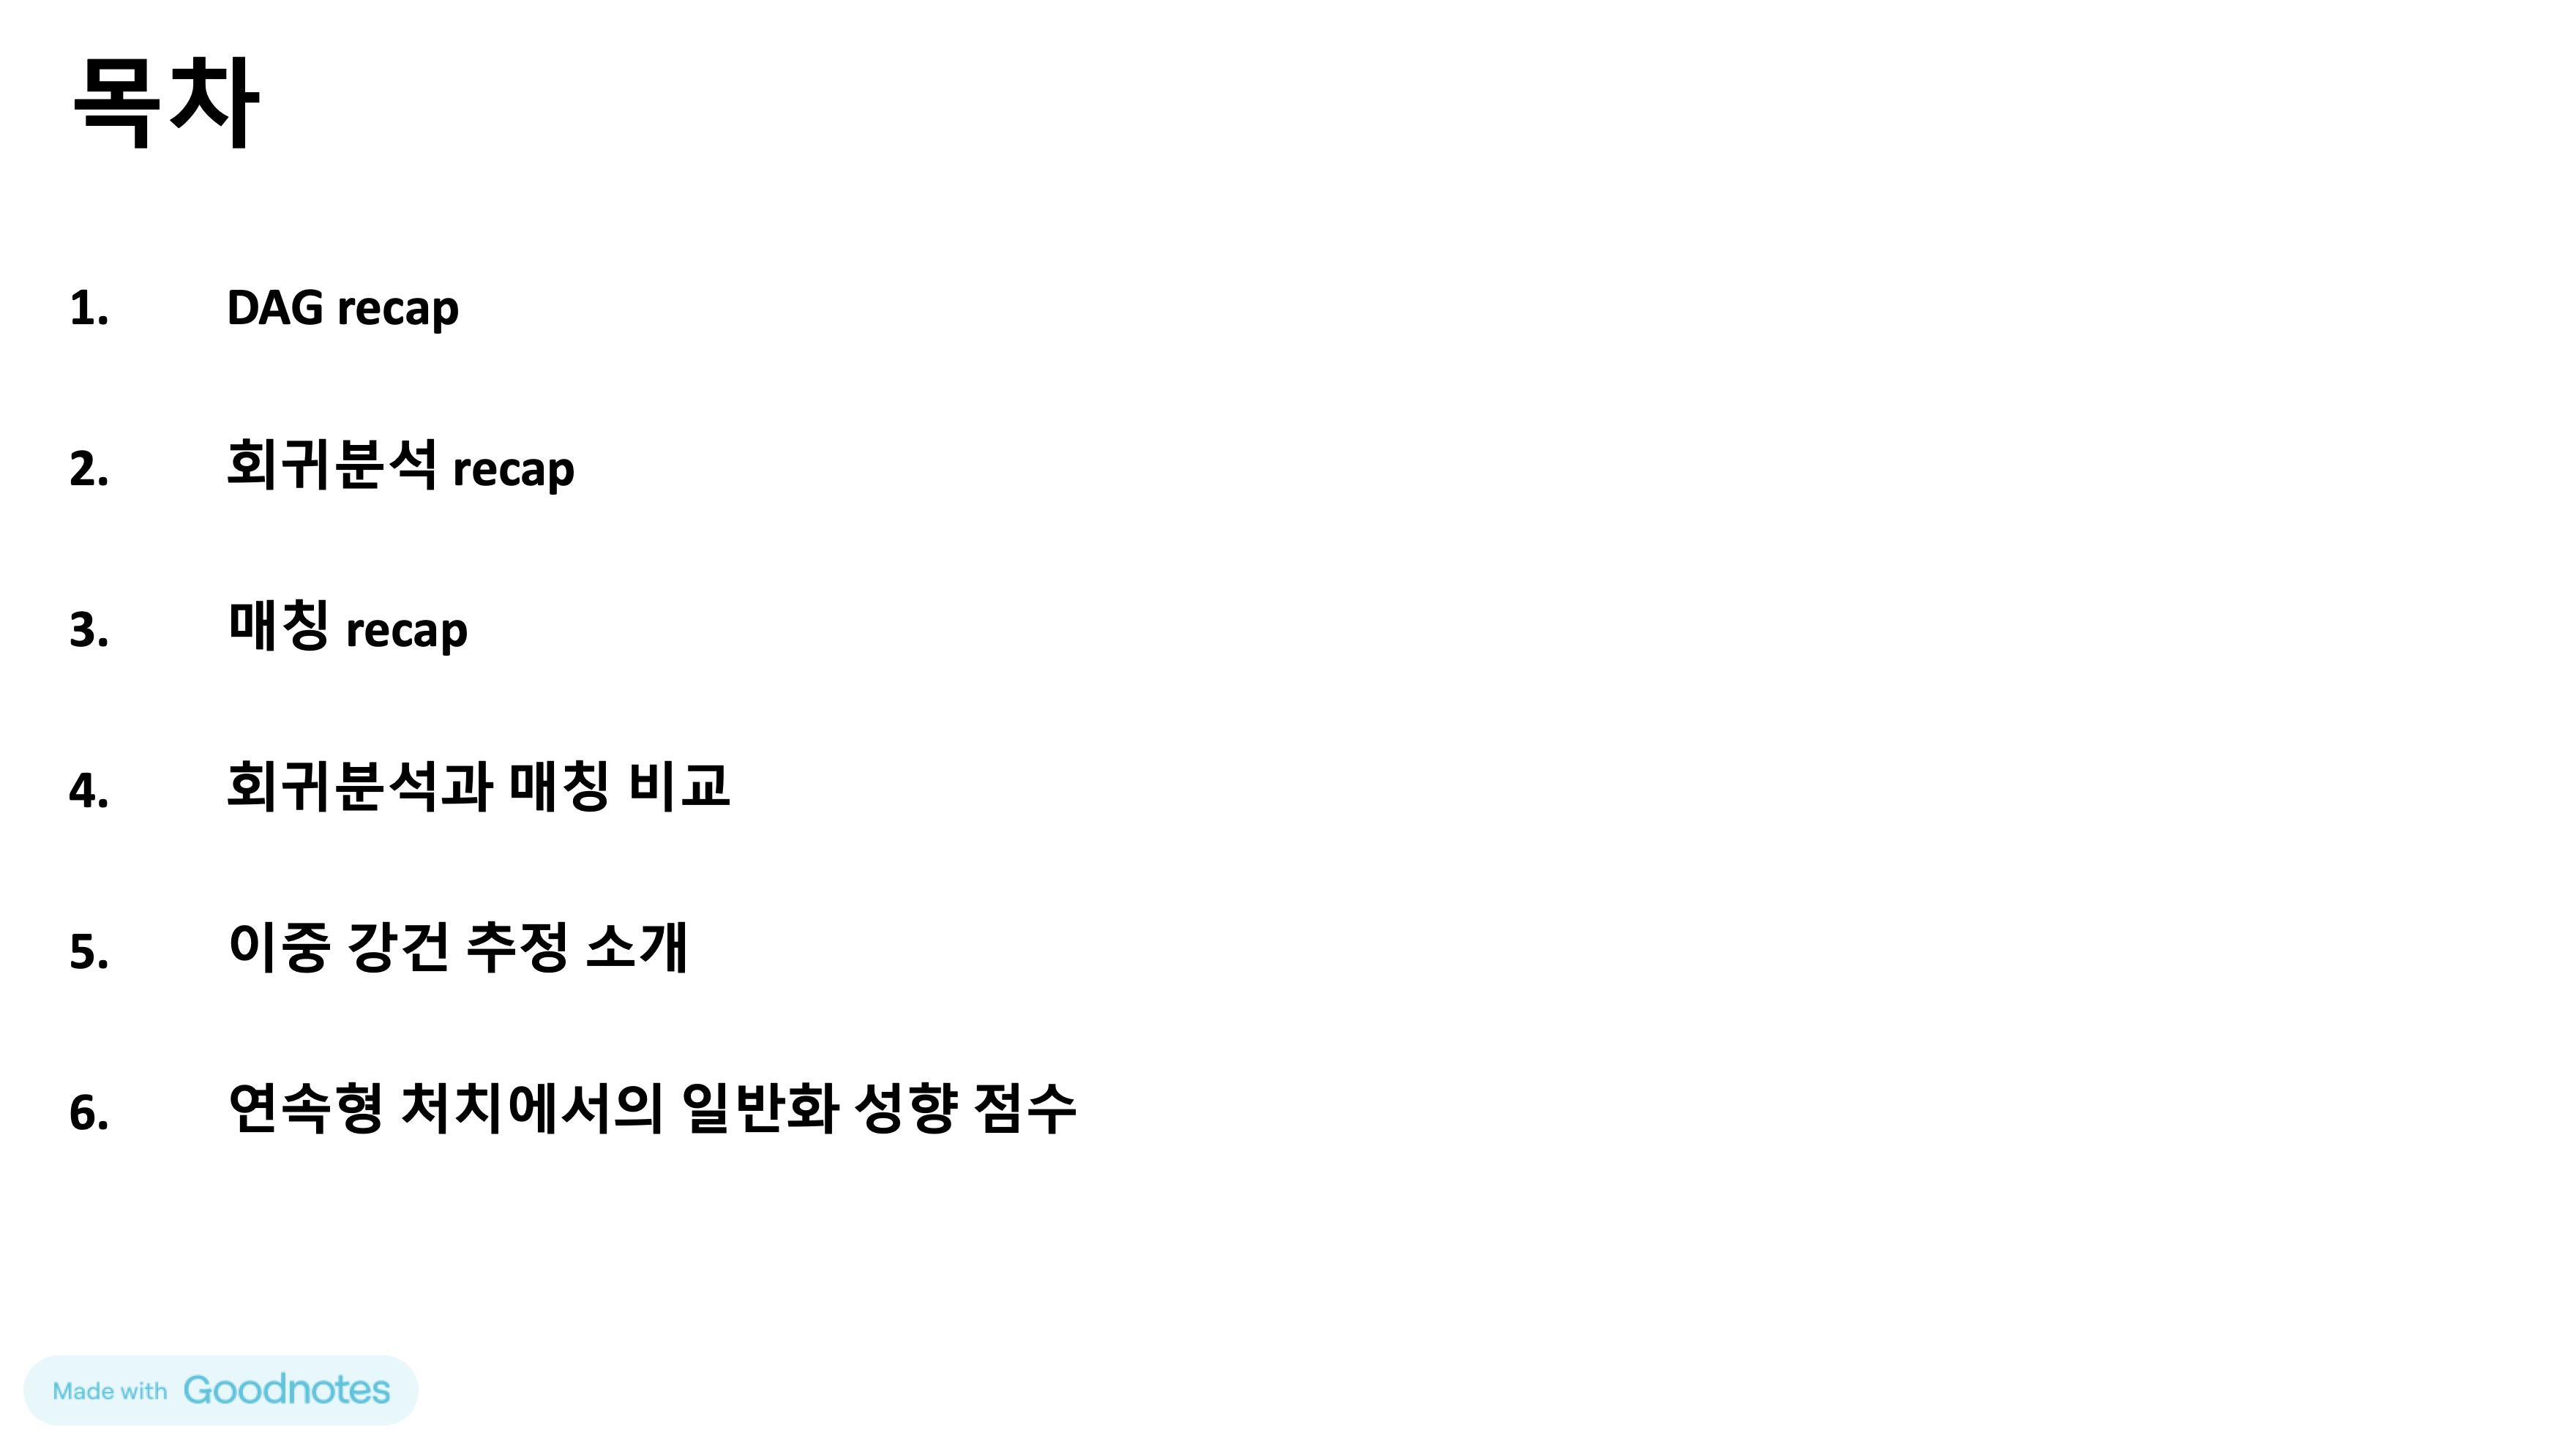 목차
1. DAG recap
2. 회귀분석 recap
3. 매칭 recap
4. 회귀분석과 매칭 비교
5. 이중 강건 추정 소개
6. 연속형 처치에서의 일반화 성향 점수
Made with Goodnotes